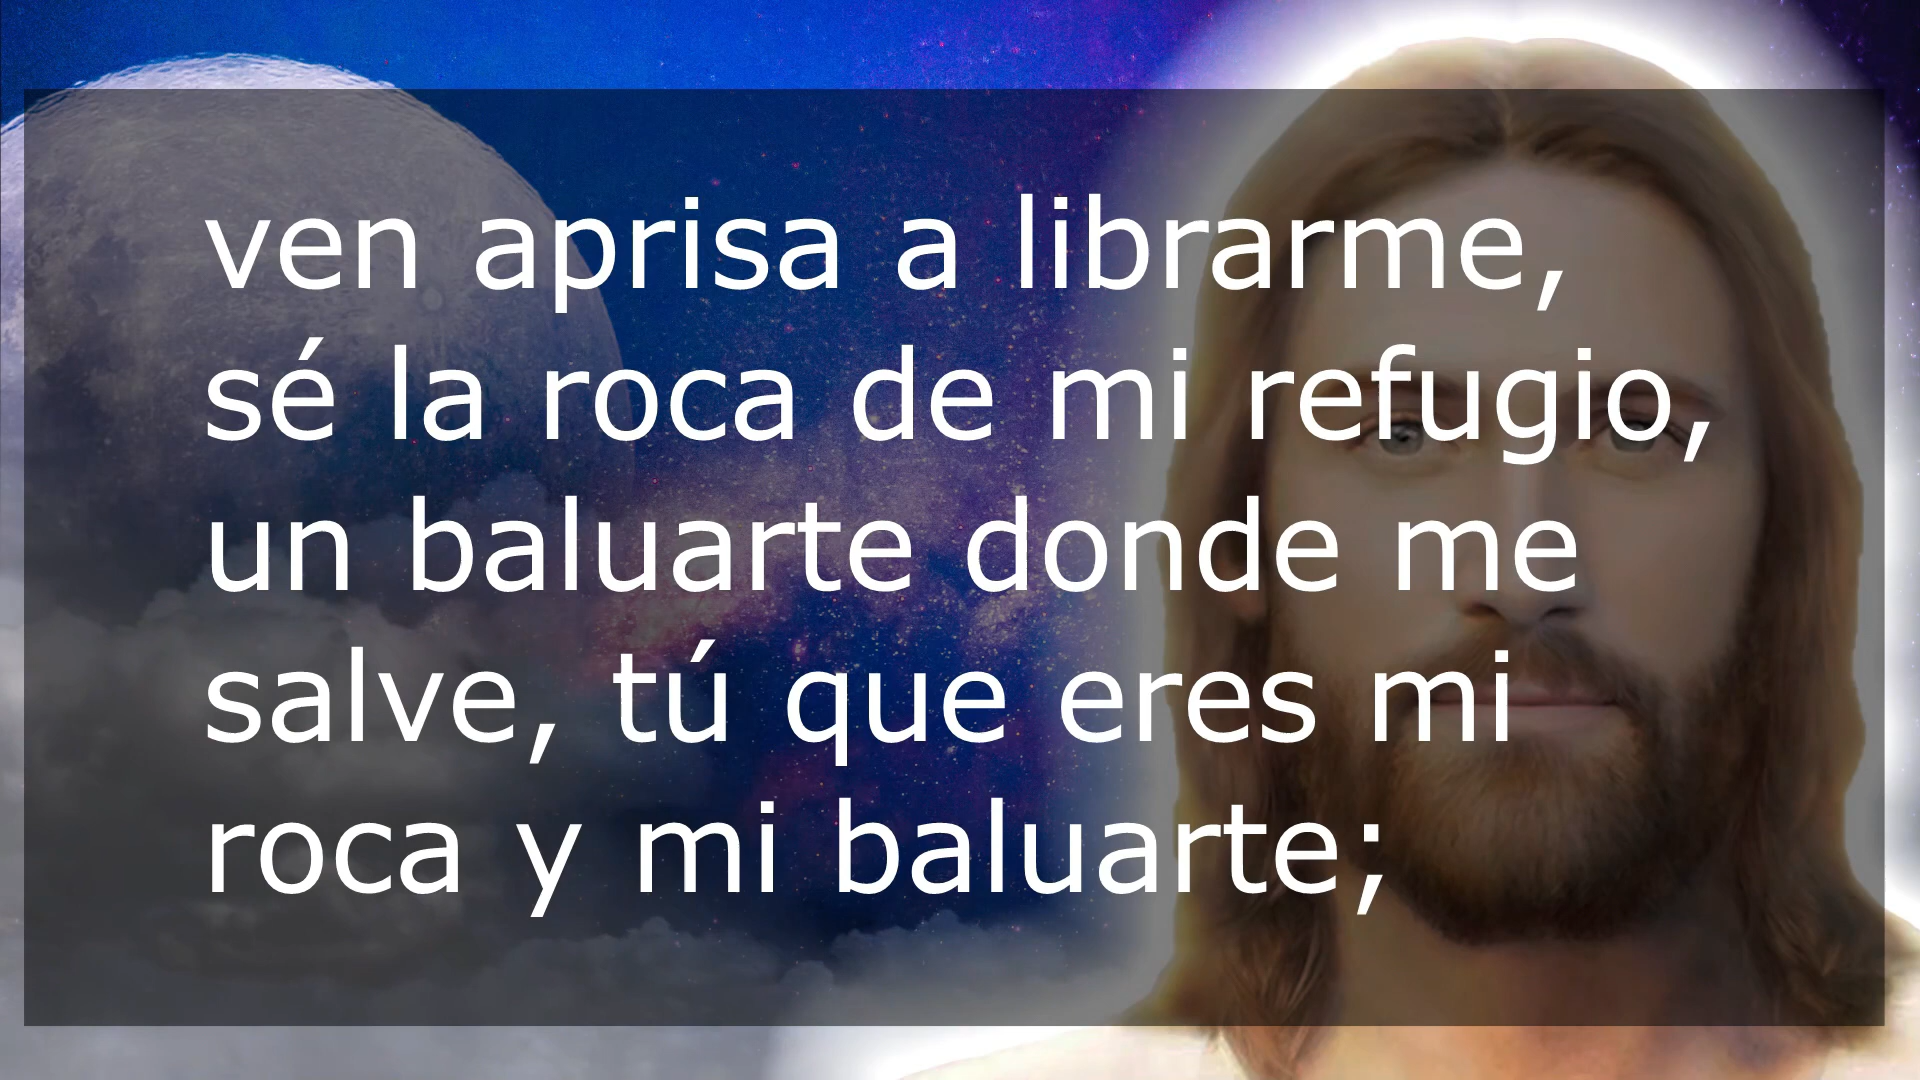 ven aprisa a librarme,
sé la roca de mi refugio,
un baluarte donde me
salve, tú que eres mi
roca y mi baluarte;